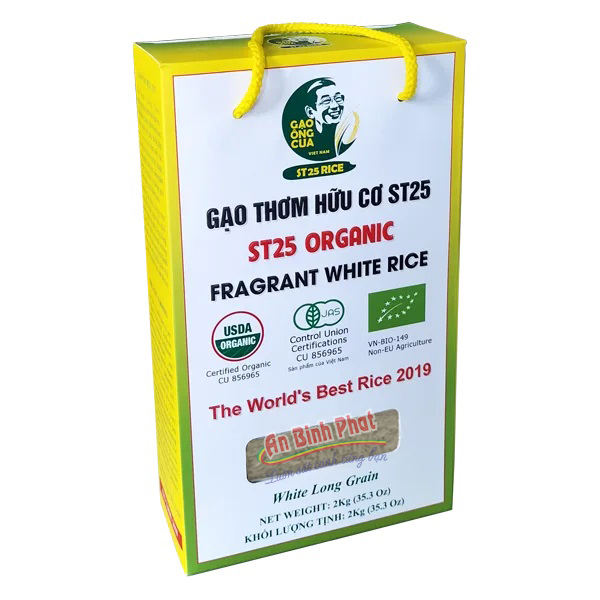 GẠO
ÔNG
CUA
VIET NAM
ST25 RICE
GẠO THƠM HỮU CƠ ST25
ST25 ORGANIC
FRAGRANT WHITE RICE
USDA
ORGANIC
Certified Organic
CU 856965
JAS
Control Union
Certifications
CU 856965
Sản phẩm của Việt Nam
VN-BIO-149
Non-EU Agriculture
The World's Best Rice 2019
An Bình Phát
White Long Grain
NET WEIGHT: 2Kg (35.3 Oz)
KHỐI LƯỢNG TỊNH: 2Kg (35.3 Oz)